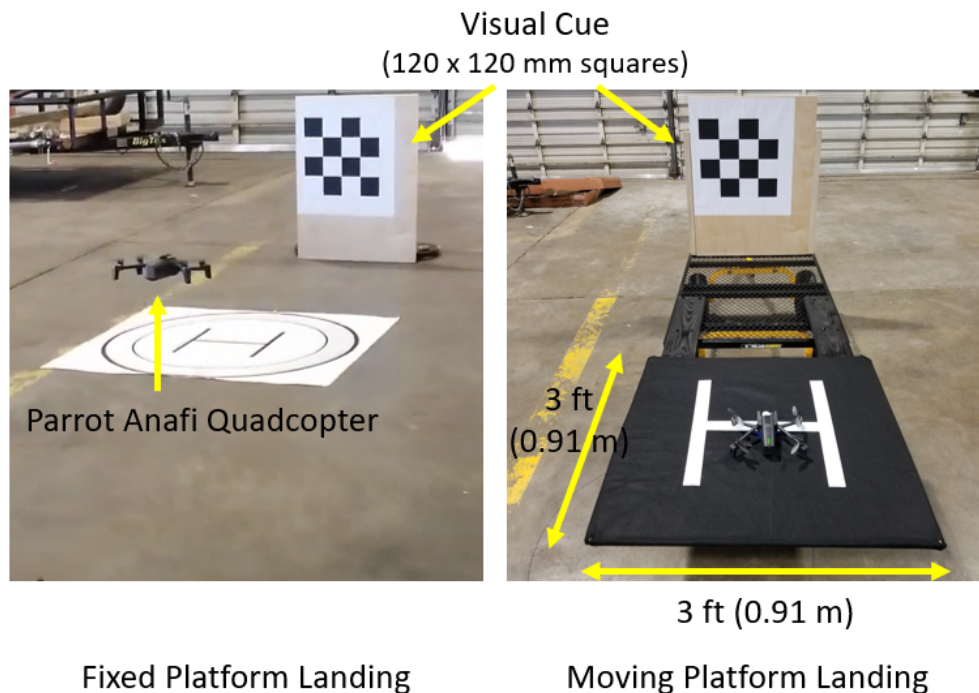 Visual Cue
(120 x 120 mm squares)
BigTex
H
Parrot Anafi Quadcopter
3 ft
(0.91 m)
H
3 ft (0.91 m)
Fixed Platform Landing
Moving Platform Landing